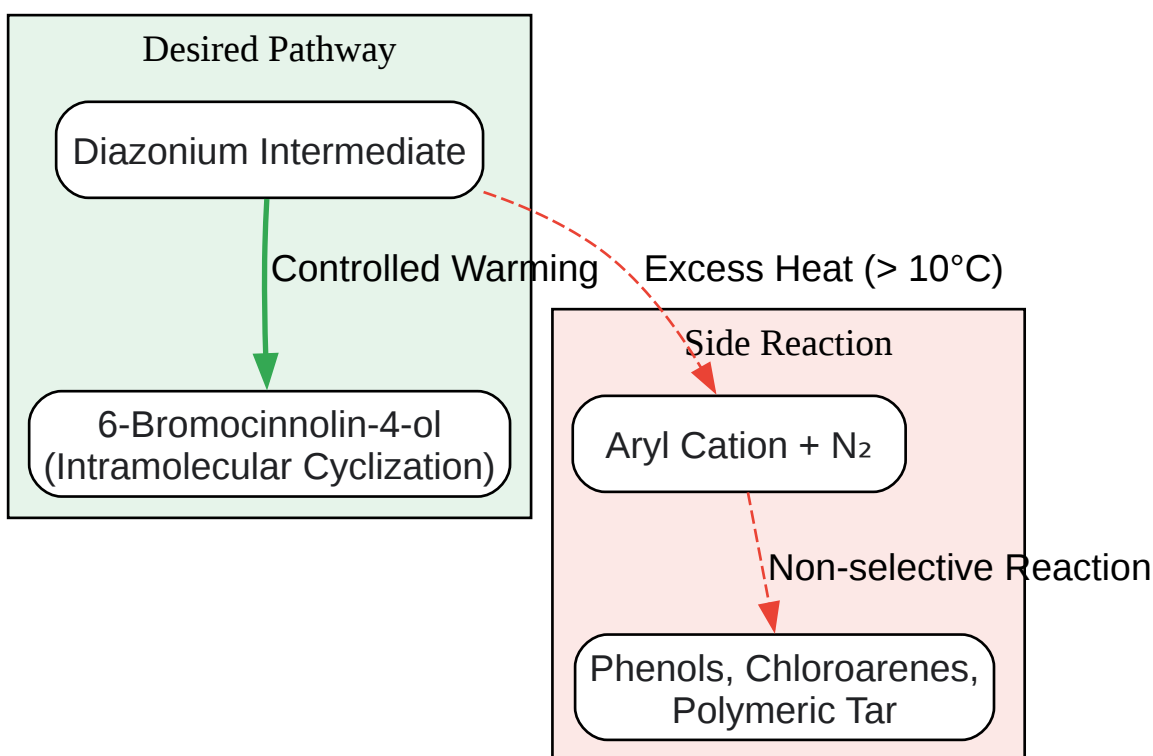 Desired Pathway
Diazonium Intermediate
Controlled Warming
Excess Heat (> 10°C)
6-Bromocinnolin-4-ol
(Intramolecular Cyclization)
Side Reaction
Aryl Cation + N₂
Non-selective Reaction
Phenols, Chloroarenes,
Polymeric Tar